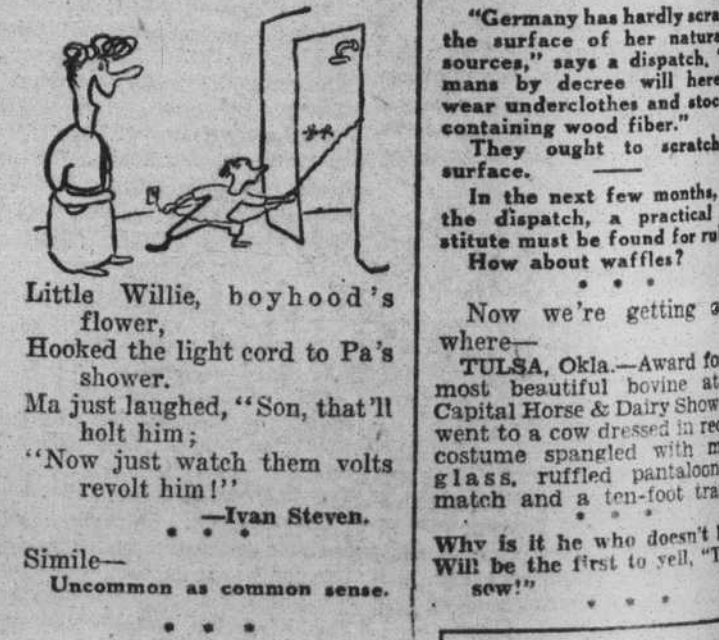 Little Willie, boyhood's
flower,
Hooked the light cord to Pa's
shower.
Ma just laughed, "Son, that'll
holt him;
"Now just watch them volts
revolt him!"
—Ivan Steven.
* * *
Simile—
Uncommon as common sense.
* * *
"Germany has hardly
the surface of her
sources," says a dispatch,
mans by decree will
wear underclothes and
containing wood fiber."
They ought to scratch
surface.
In the next few months,
the dispatch, a practical
stitute must be found for
How about waffles?
* * *
Now we're getting
where—
TULSA, Okla.—Award
most beautiful bovine at
Capital Horse & Dairy Show
went to a cow dressed in
costume spangled with
glass, ruffled
match and a ten-foot
* * *
Why is it he who doesn't
Will be the first to yell,
sow!"
* * *